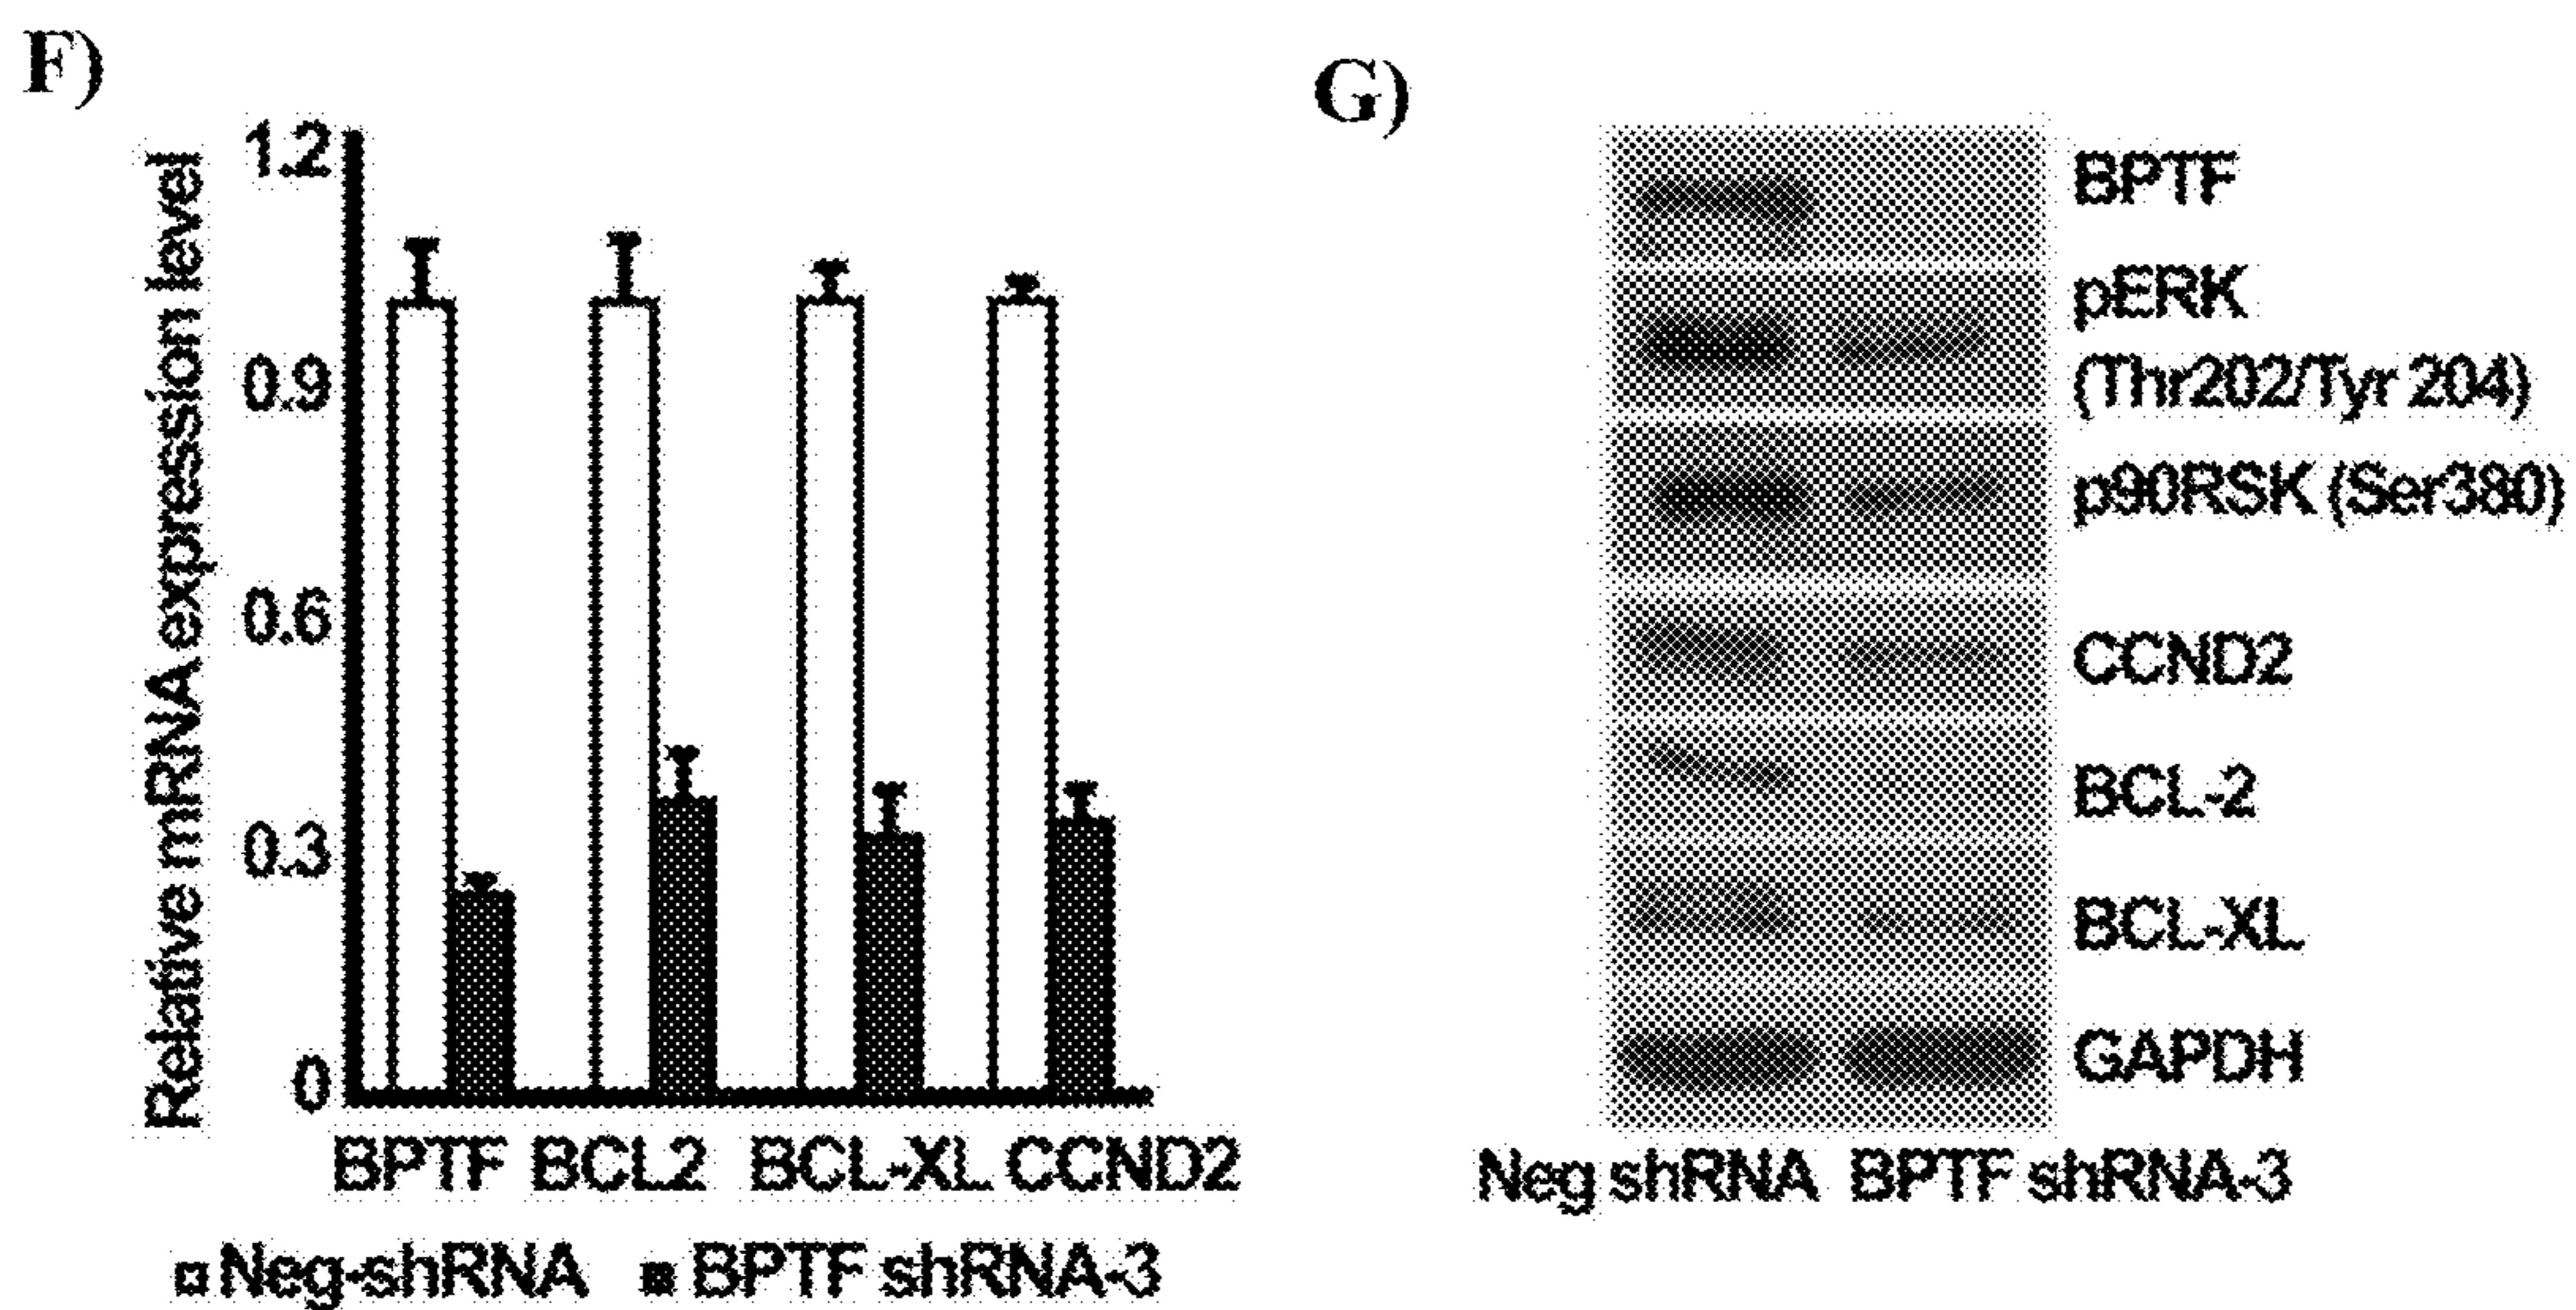 F)
Relative mRNA expression level
1.2
0.9
0.6
0.3
0
BPTF BCL2 BCL-XL CCND2
Neg-shRNA BPTF shRNA-3
G)
BPTF
pERK
(Thr202/Tyr 204)
p90RSK (Ser380)
CCND2
BCL-2
BCL-XL
GAPDH
Neg shRNA BPTF shRNA-3